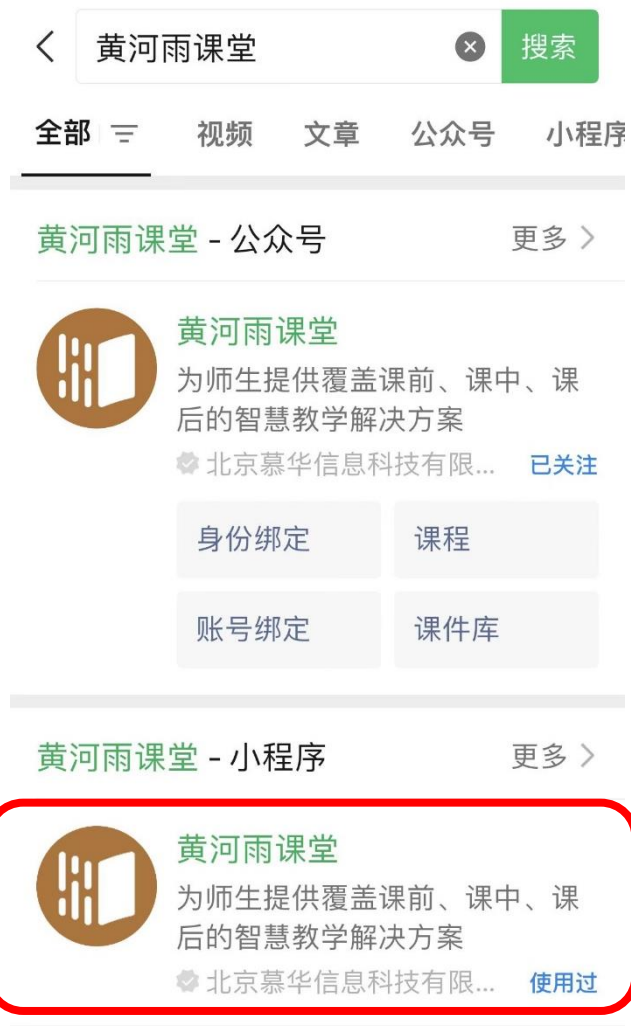 黄河雨课堂 搜索
全部 视频 文章 公众号 小程序
黄河雨课堂 - 公众号 更多
黄河雨课堂
为师生提供覆盖课前、课中、课
后的智慧教学解决方案
北京慕华信息科技有限... 已关注
身份绑定 课程
账号绑定 课件库
黄河雨课堂 - 小程序 更多
黄河雨课堂
为师生提供覆盖课前、课中、课
后的智慧教学解决方案
北京慕华信息科技有限... 使用过